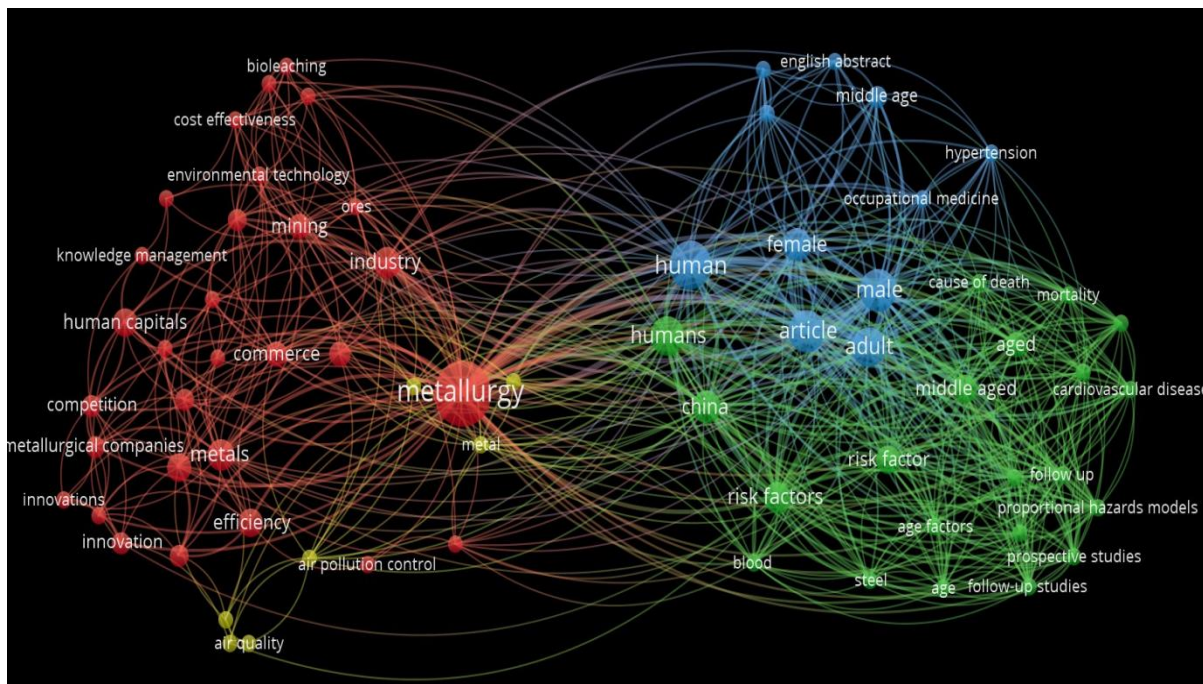 bioleaching
english abstract
middle age
cost effectiveness
hypertension
environmental technology
occupational medicine
ores
mining
female
knowledge management
industry
human
cause of death
male
mortality
human capitals
humans
article
adult
aged
commerce
metallurgy
middle aged
cardiovascular disease
competition
china
metallurgical companies
metal
metals
risk factor
follow up
innovations
risk factors
proportional hazards models
efficiency
age factors
innovation
prospective studies
air pollution control
blood
steel
age
follow-up studies
air quality